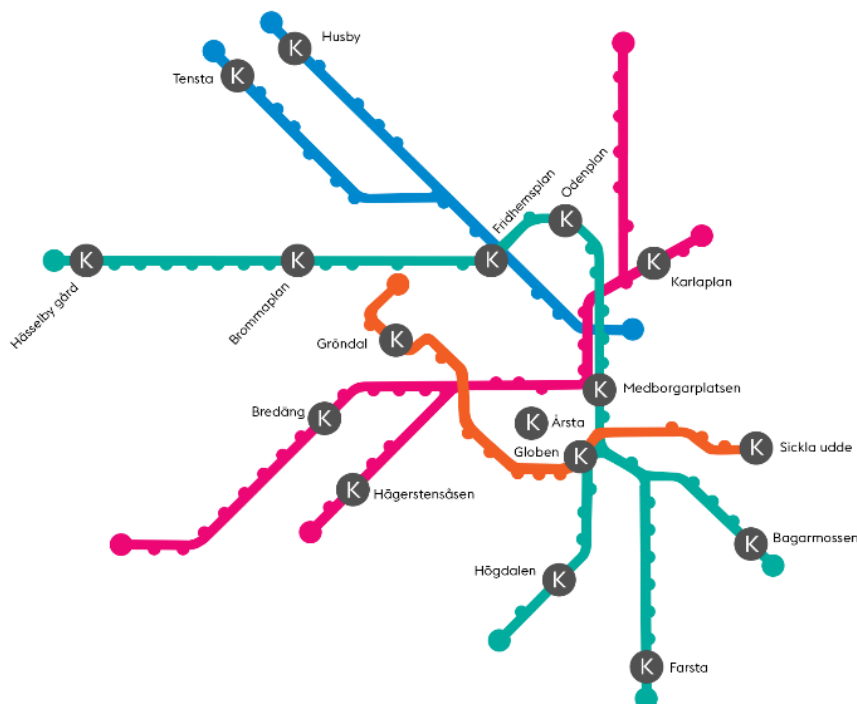 K Husby
Tensta K
Fridhemsplan
Odenplan
K
K
K
K
K
Karlaplan
Hässelby gård
Brommaplan
Gröndal K
K Medborgarplatsen
Bredäng K
K Årsta
Globen K
K Sickla udde
K Hägerstensåsen
K Bagarmossen
Högdalen K
K Farsta